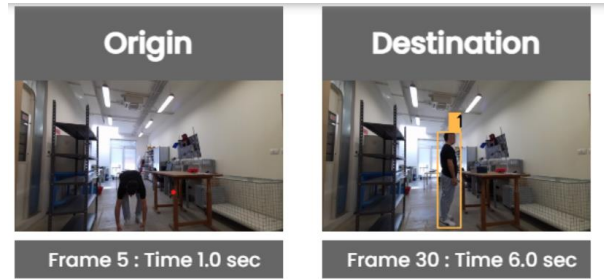 Origin
Destination
1
Frame 5 : Time 1.0 sec
Frame 30 : Time 6.0 sec